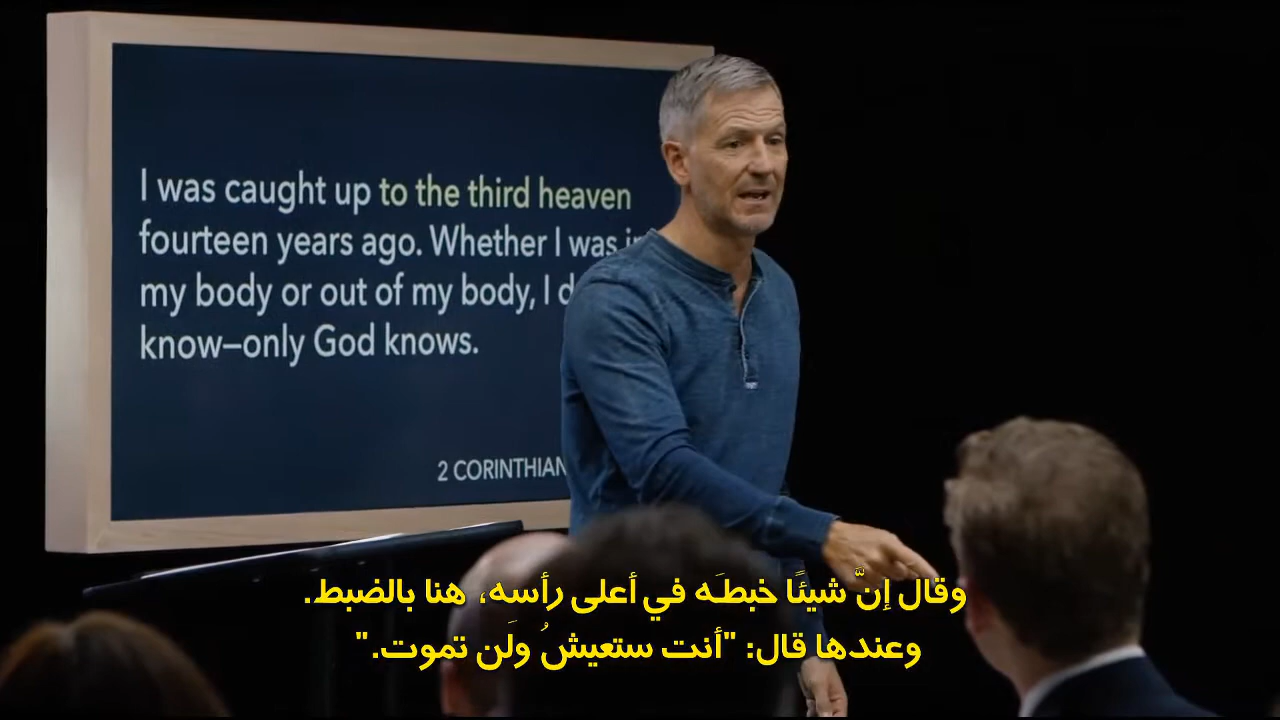 I was caught up to the third heaven
fourteen years ago. Whether I was
my body or out of my body, I
know—only God knows.
2
وقال إنَّ شيئًا خبطَه في أعلى رأسه، هنا بالضبط.
وعندها قال: "أنت ستعيشُ ولَن تموت."